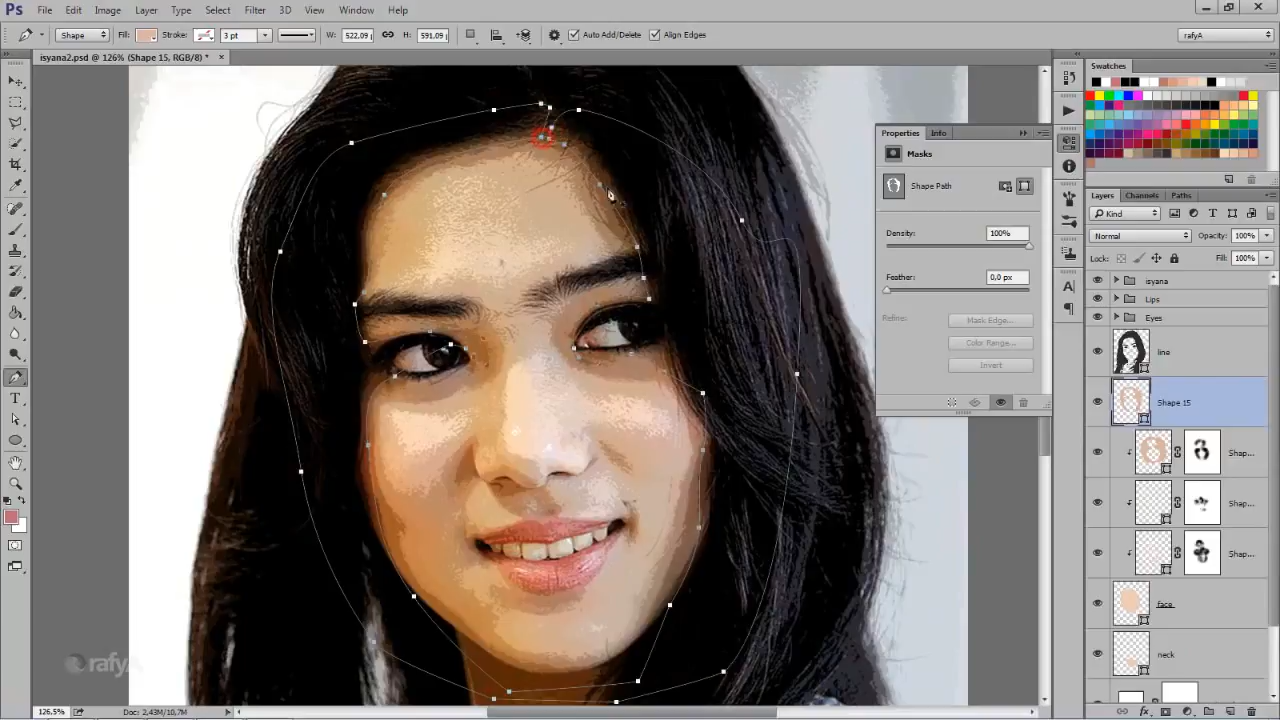 Ps File Edit Image Layer Type Select Filter 3D View Window Help
Shape Fill: Stroke: 3 pt W: 522.09 p H: 591.09 p Auto Add/Delete Align Edges rafyA
isyana2.psd @ 126% (Shape 15, RGB/8) * ×
Swatches
Properties Info
Masks
Shape Path
Density: 100%
Feather: 0,0 px
Refine:
Mask Edge...
Color Range...
Invert
Layers Channels Paths
Kind
Normal Opacity: 100%
Lock: Fill: 100%
isyana
Lips
Eyes
line
Shape 15
Shap...
Shap...
Shap...
face
neck
rafyA
126,5% Doc: 2,43M/10,7M